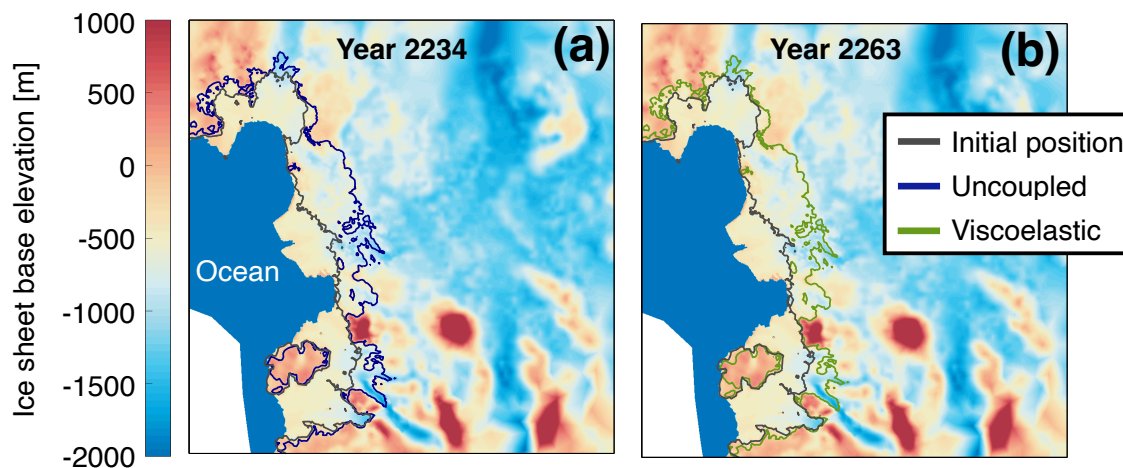 Ice sheet base elevation [m]
1000
500
0
-500
-1000
-1500
-2000
Year 2234
(a)
Ocean
Year 2263
(b)
Initial position
Uncoupled
Viscoelastic